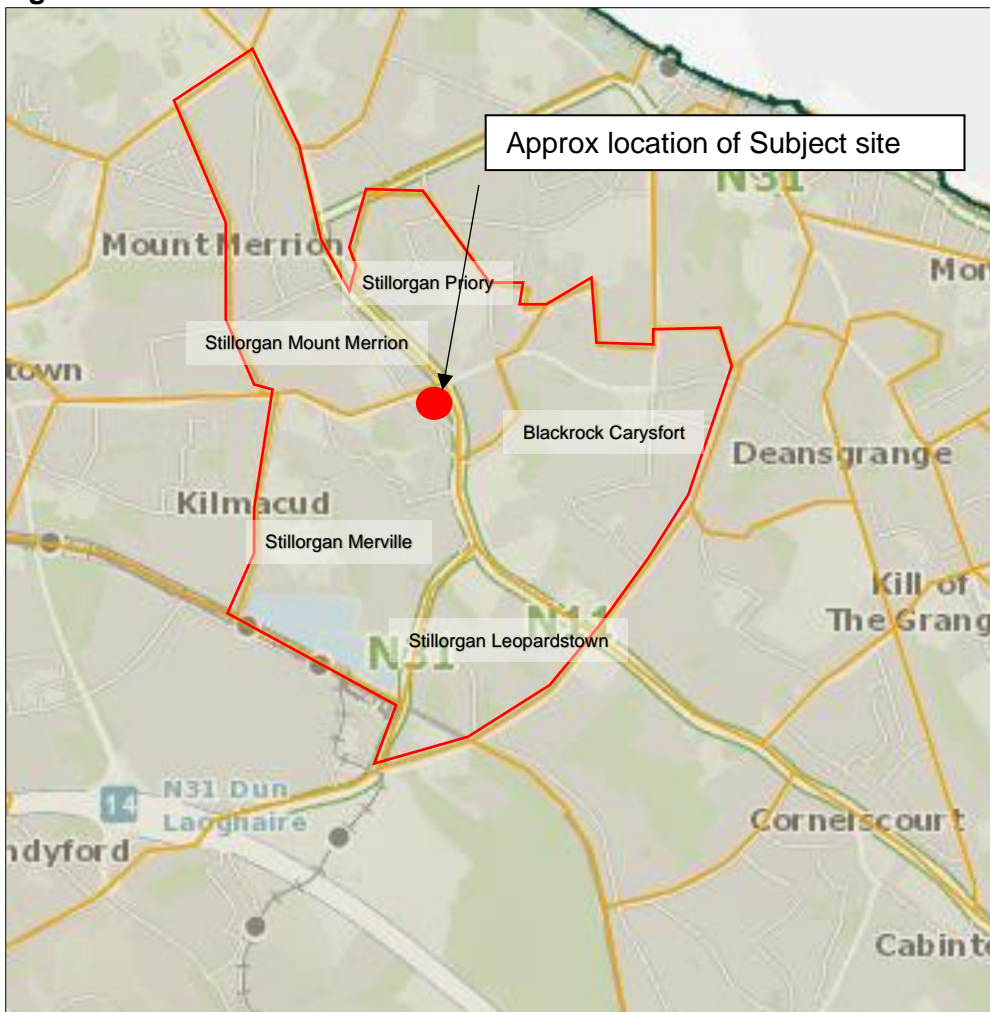 g
Approx location of Subject site
N31
Mount Merrion
Mon
Stillorgan Priory
Stillorgan Mount Merrion
town
Blackrock Carysfort
Deansgrange
Kilmacud
Stillorgan Merville
Kill of
The Grang
N11
Stillorgan Leopardstown
N31
14
N31 Dun
Laoghaire
Cornelscourt
ndyford
Cabinte